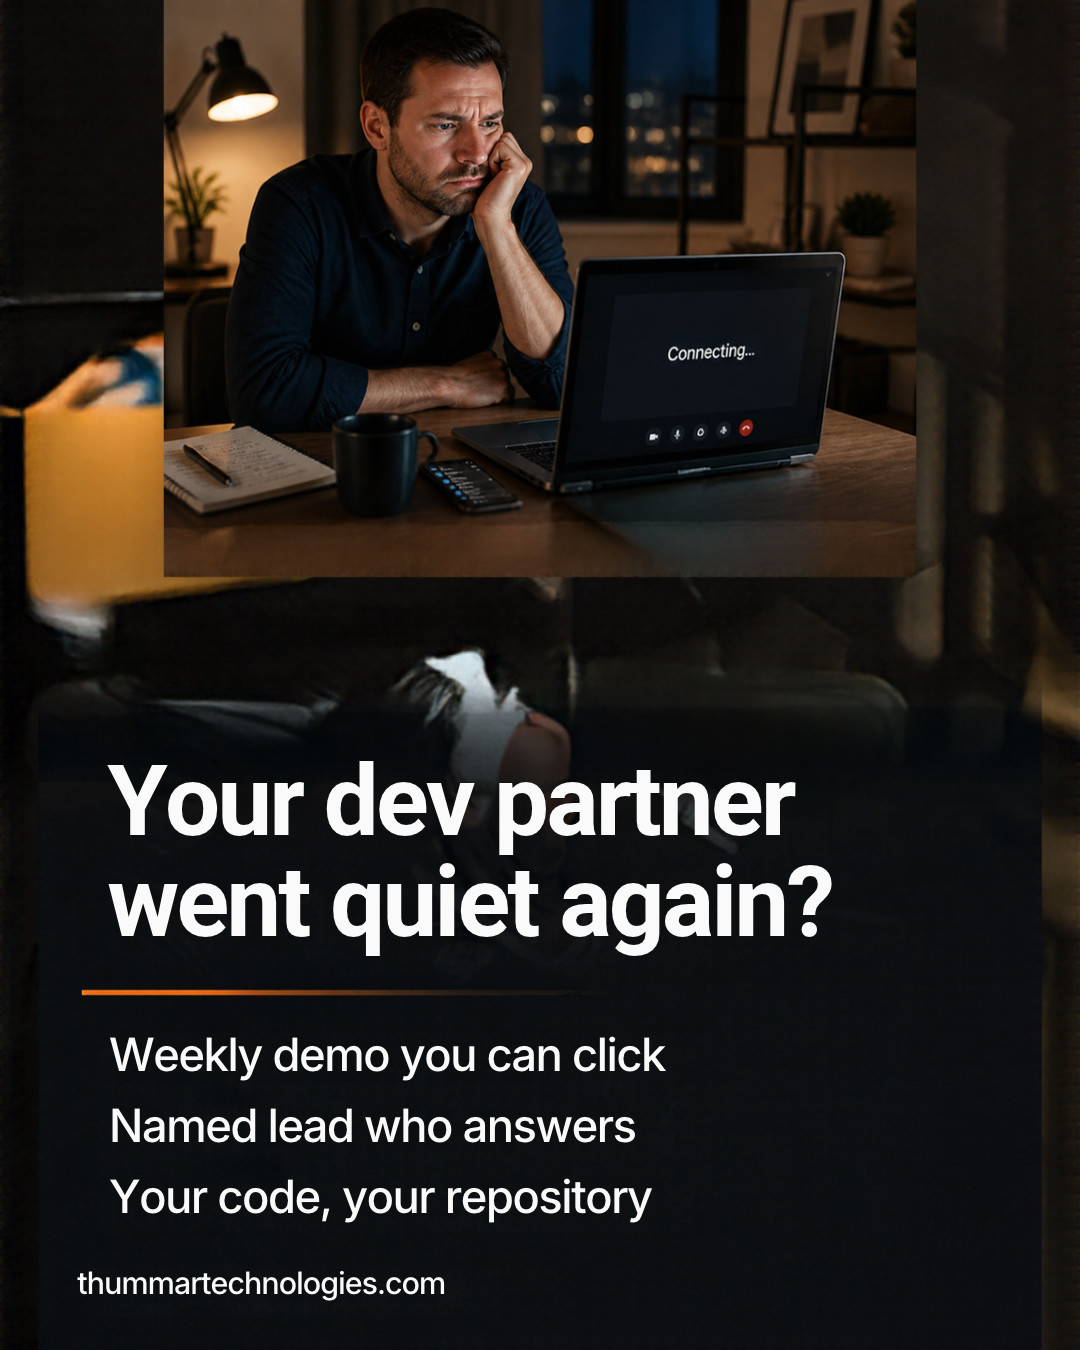 Connecting...
Your dev partner
went quiet again?
Weekly demo you can click
Named lead who answers
Your code, your repository
thummartechnologies.com